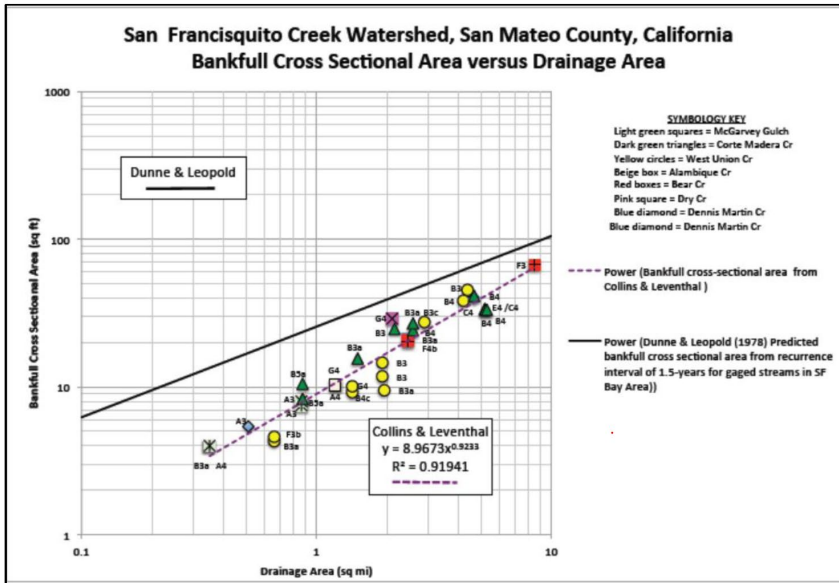 San Francisquito Creek Watershed, San Mateo County, California
Bankfull Cross Sectional Area versus Drainage Area
1000
100
10
1
Bankfull Cross Sectioanal Area (sq ft)
Dunne & Leopold
F3
B3
B4
B4
C4
E4 /C4
B4
B4
G4
B3a
B3c
B3
B4
B3a
F4b
B3a
B5a
G4
B3
B3
G4
A3
B5a
A4
B4c
B3a
A3
F3b
B3a
B3a
A4
Collins & Leventhal
y = 8.9673x^0.9233
R² = 0.91941
0.1
1
10
Drainage Area (sq mi)
SYMBOLOGY KEY
Light green squares = McGarvey Gulch
Dark green triangles = Corte Madera Cr
Yellow circles = West Union Cr
Beige box = Alambique Cr
Red boxes = Bear Cr
Pink square = Dry Cr
Blue diamond = Dennis Martin Cr
Blue diamond = Dennis Martin Cr
Power (Bankfull cross-sectional area from
Collins & Leventhal )
Power (Dunne & Leopold (1978) Predicted
bankfull cross sectional area from recurrence
interval of 1.5-years for gaged streams in SF
Bay Area))